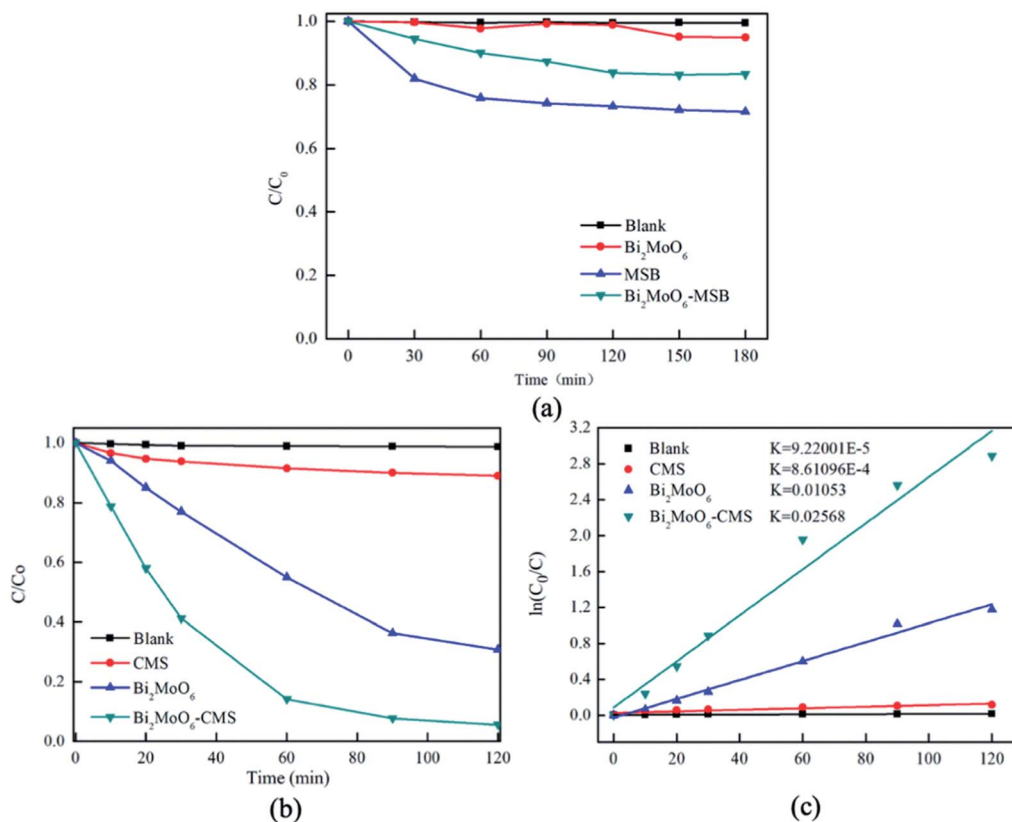 1.0
0.8
0.6
0.4
0.2
0.0
C/C₀
Blank
Bi₂MoO₆
MSB
Bi₂MoO₆-MSB
0 30 60 90 120 150 180
Time (min)
(a)
1.0
0.8
0.6
0.4
0.2
0.0
C/Co
Blank
CMS
Bi₂MoO₆
Bi₂MoO₆-CMS
0 20 40 60 80 100 120
Time (min)
(b)
3.2
2.8
2.4
2.0
1.6
1.2
0.8
0.4
0.0
ln(C₀/C)
Blank K=9.22001E-5
CMS K=8.61096E-4
Bi₂MoO₆ K=0.01053
Bi₂MoO₆-CMS K=0.02568
0 20 40 60 80 100 120
(c)